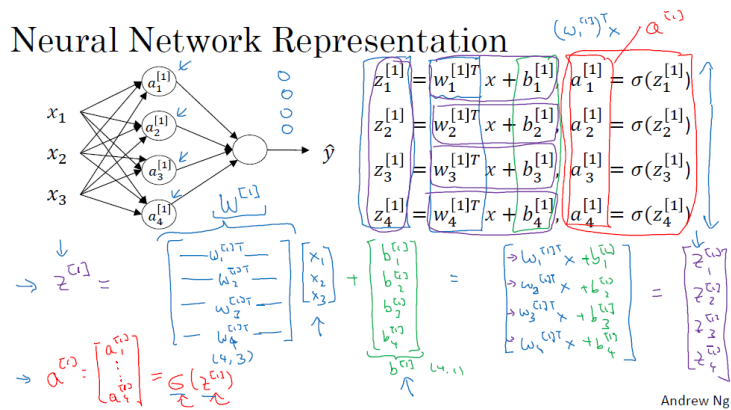 (w₁^[1])ᵀ x    a^[1]
Neural Network Representation
x₁  a₁^[1]
x₂  a₂^[1]
x₃  a₃^[1]
a₄^[1]
ŷ
z₁^[1] = w₁^[1]T x + b₁^[1], a₁^[1] = σ(z₁^[1])
z₂^[1] = w₂^[1]T x + b₂^[1], a₂^[1] = σ(z₂^[1])
z₃^[1] = w₃^[1]T x + b₃^[1], a₃^[1] = σ(z₃^[1])
z₄^[1] = w₄^[1]T x + b₄^[1], a₄^[1] = σ(z₄^[1])
W^[1]
→ z^[1] = [ — w₁^[1]T — ; — w₂^[1]T — ; — w₃^[1]T — ; — w₄^[1]T — ] [ x₁ ; x₂ ; x₃ ] + [ b₁^[1] ; b₂^[1] ; b₃^[1] ; b₄^[1] ] = [ → w₁^[1]T x + b₁^[1] ; → w₂^[1]T x + b₂^[1] ; → w₃^[1]T x + b₃^[1] ; → w₄^[1]T x + b₄^[1] ] = [ z₁^[1] ; z₂^[1] ; z₃^[1] ; z₄^[1] ]
(4,3)
b^[1] (4,1)
→ a^[1] = [ a₁^[1] ; ⋮ ; a₄^[1] ] = σ(z^[1])
Andrew Ng